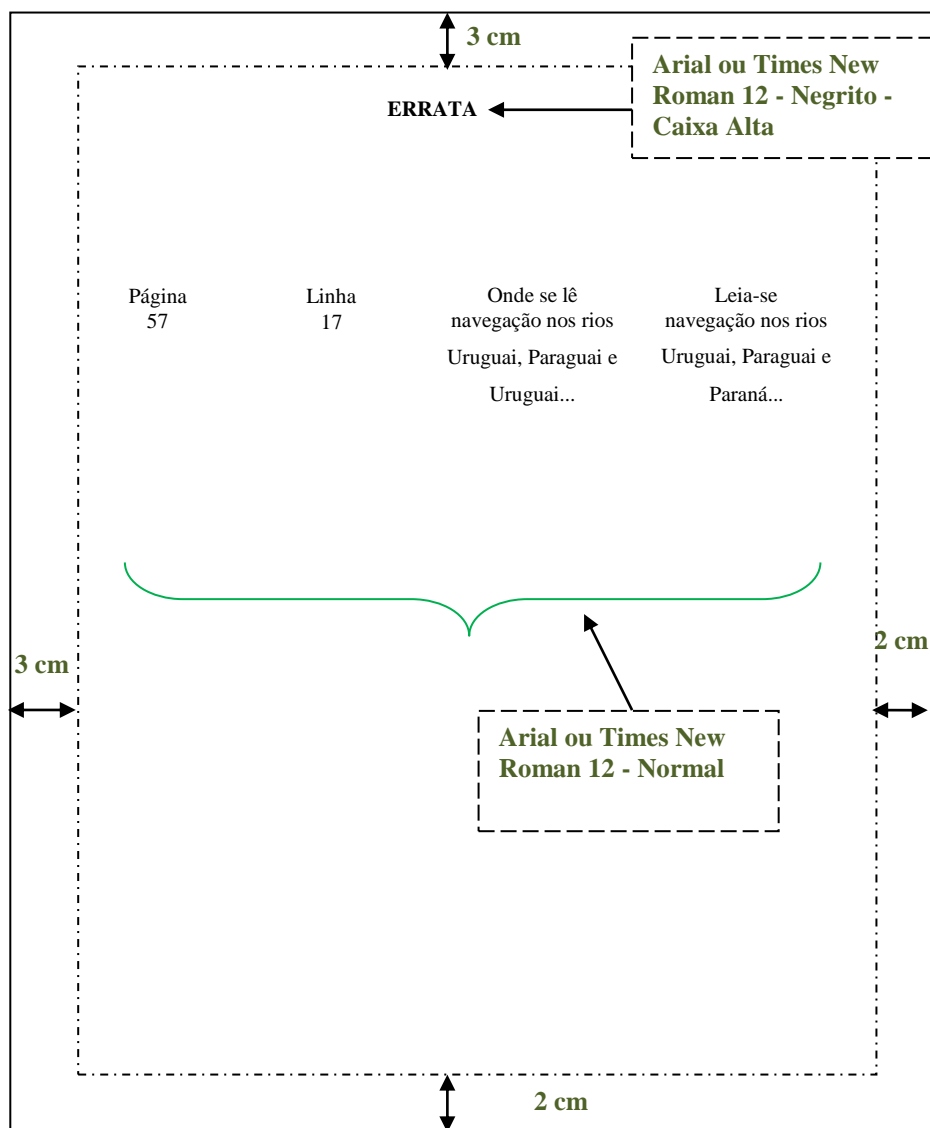 3 cm
Arial ou Times New
Roman 12 - Negrito -
Caixa Alta
ERRATA
Página
57
Linha
17
Onde se lê
navegação nos rios
Uruguai, Paraguai e
Uruguai...
Leia-se
navegação nos rios
Uruguai, Paraguai e
Paraná...
3 cm
2 cm
Arial ou Times New
Roman 12 - Normal
2 cm